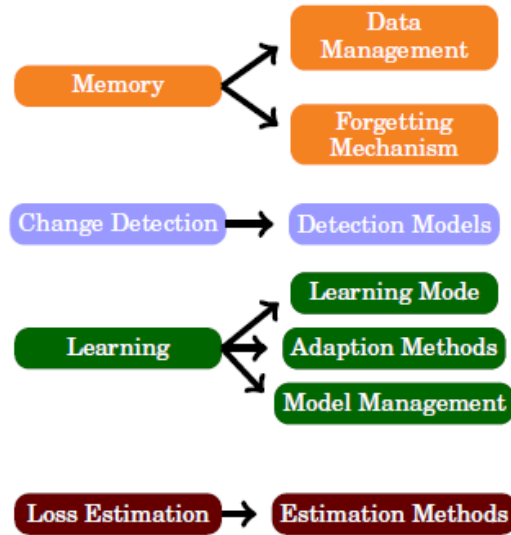 Data
Management
Memory
Forgetting
Mechanism
Change Detection
Detection Models
Learning Mode
Learning
Adaption Methods
Model Management
Loss Estimation
Estimation Methods